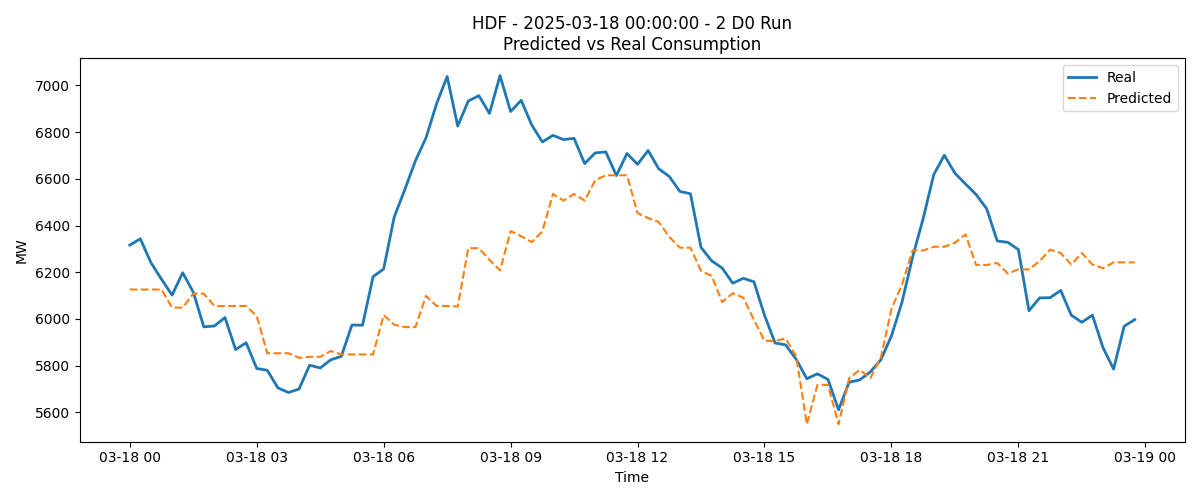 HDF - 2025-03-18 00:00:00 - 2 D0 Run
Predicted vs Real Consumption
Real
Predicted
MW
7000
6800
6600
6400
6200
6000
5800
5600
03-18 00
03-18 03
03-18 06
03-18 09
03-18 12
03-18 15
03-18 18
03-18 21
03-19 00
Time